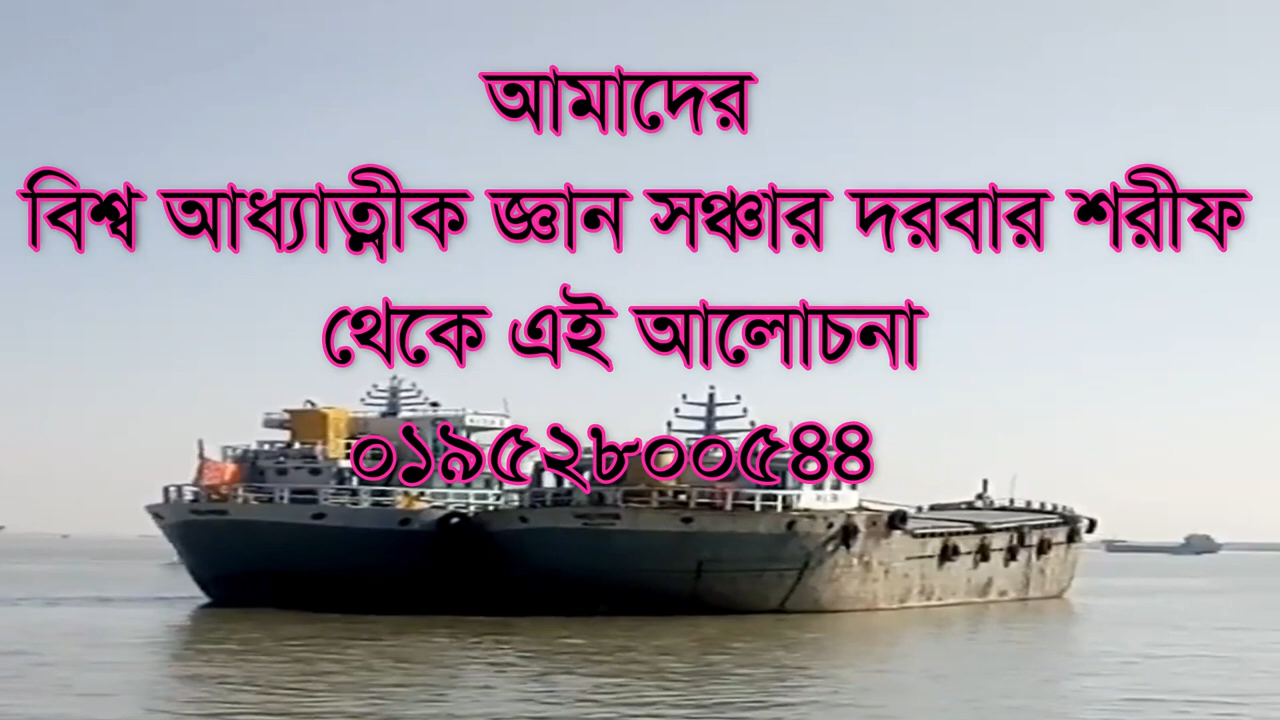 আমাদের
বিশ্ব আধ্যাত্নীক জ্ঞান সঞ্চার দরবার শরীফ
থেকে এই আলোচনা
০১৯৫২৮০০৫৪৪